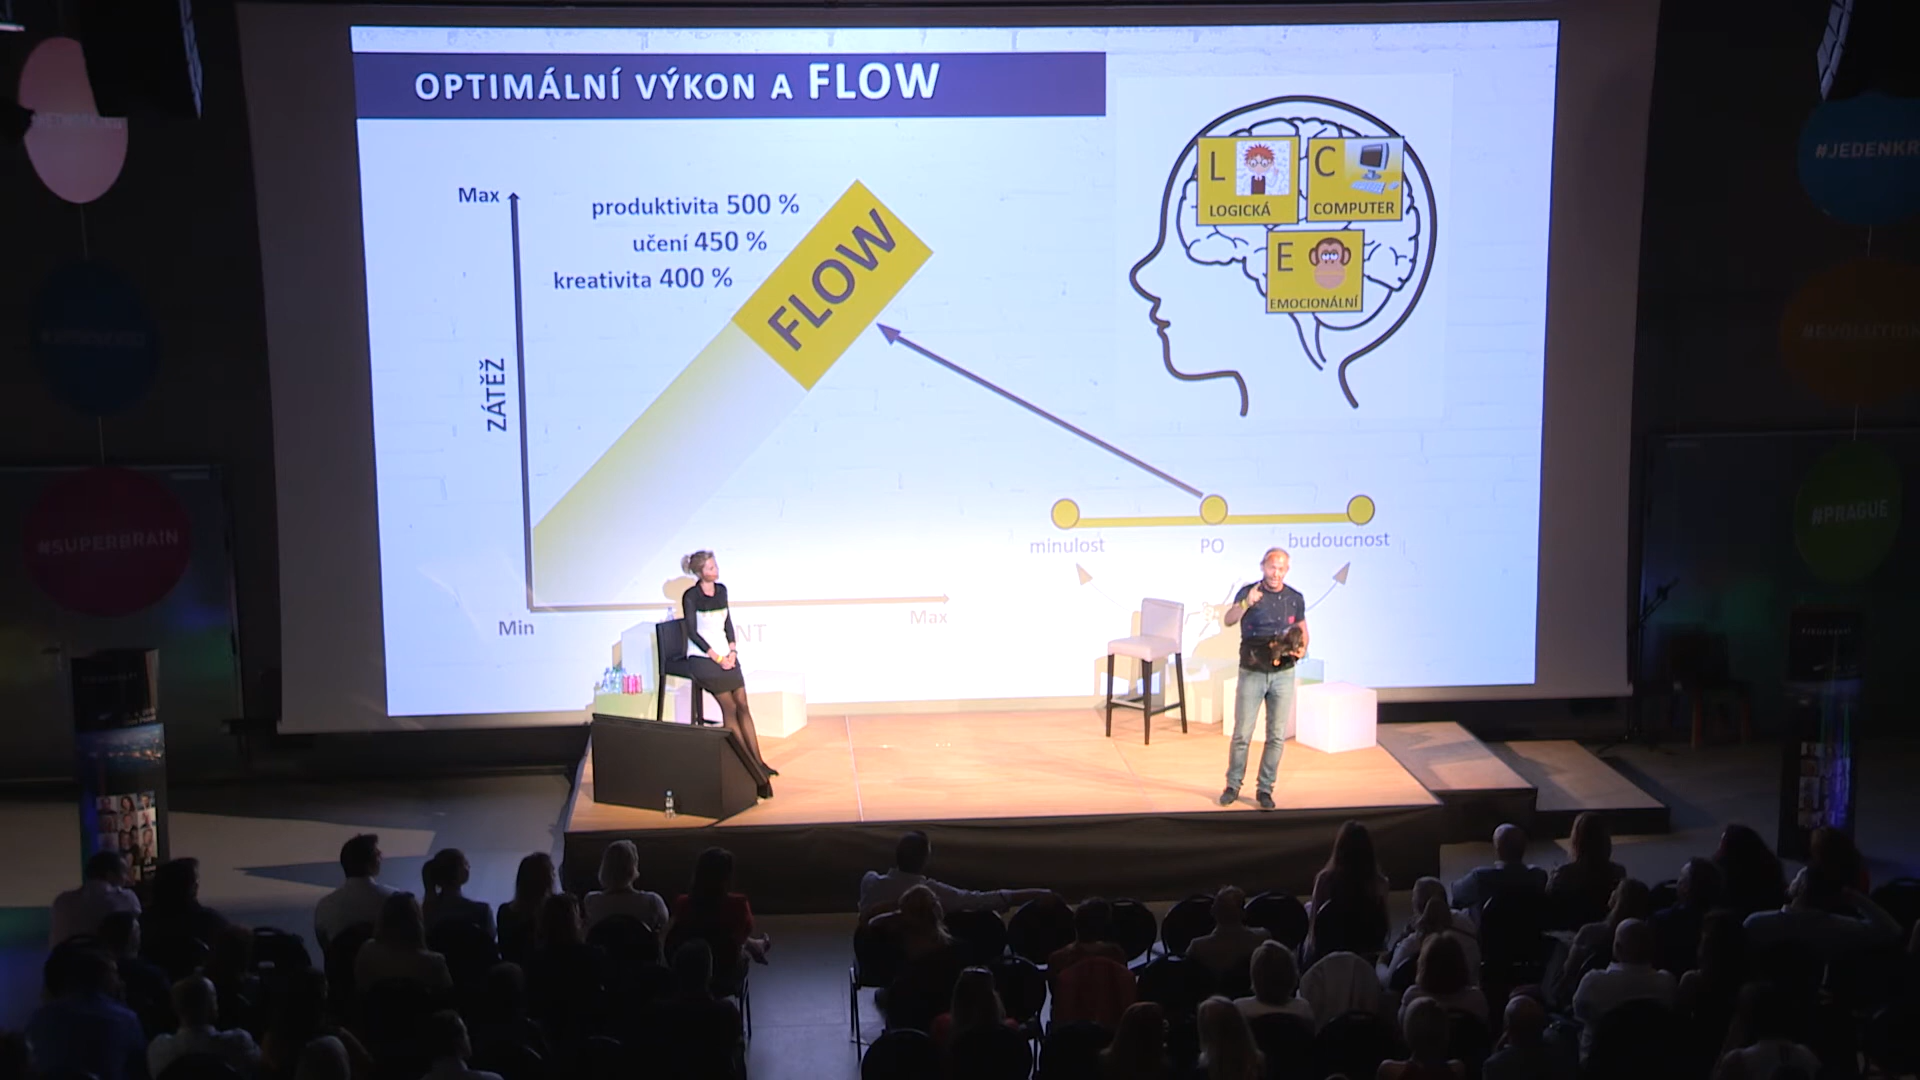 OPTIMÁLNÍ VÝKON A FLOW
Max
produktivita 500 %
učení 450 %
kreativita 400 %
FLOW
ZÁTĚŽ
Min
Max
L
LOGICKÁ
C
COMPUTER
E
EMOCIONÁLNÍ
minulost
PO
budoucnost
#SUPERBRAIN
#JEDENKR
#EVOLUTION
#PRAGUE